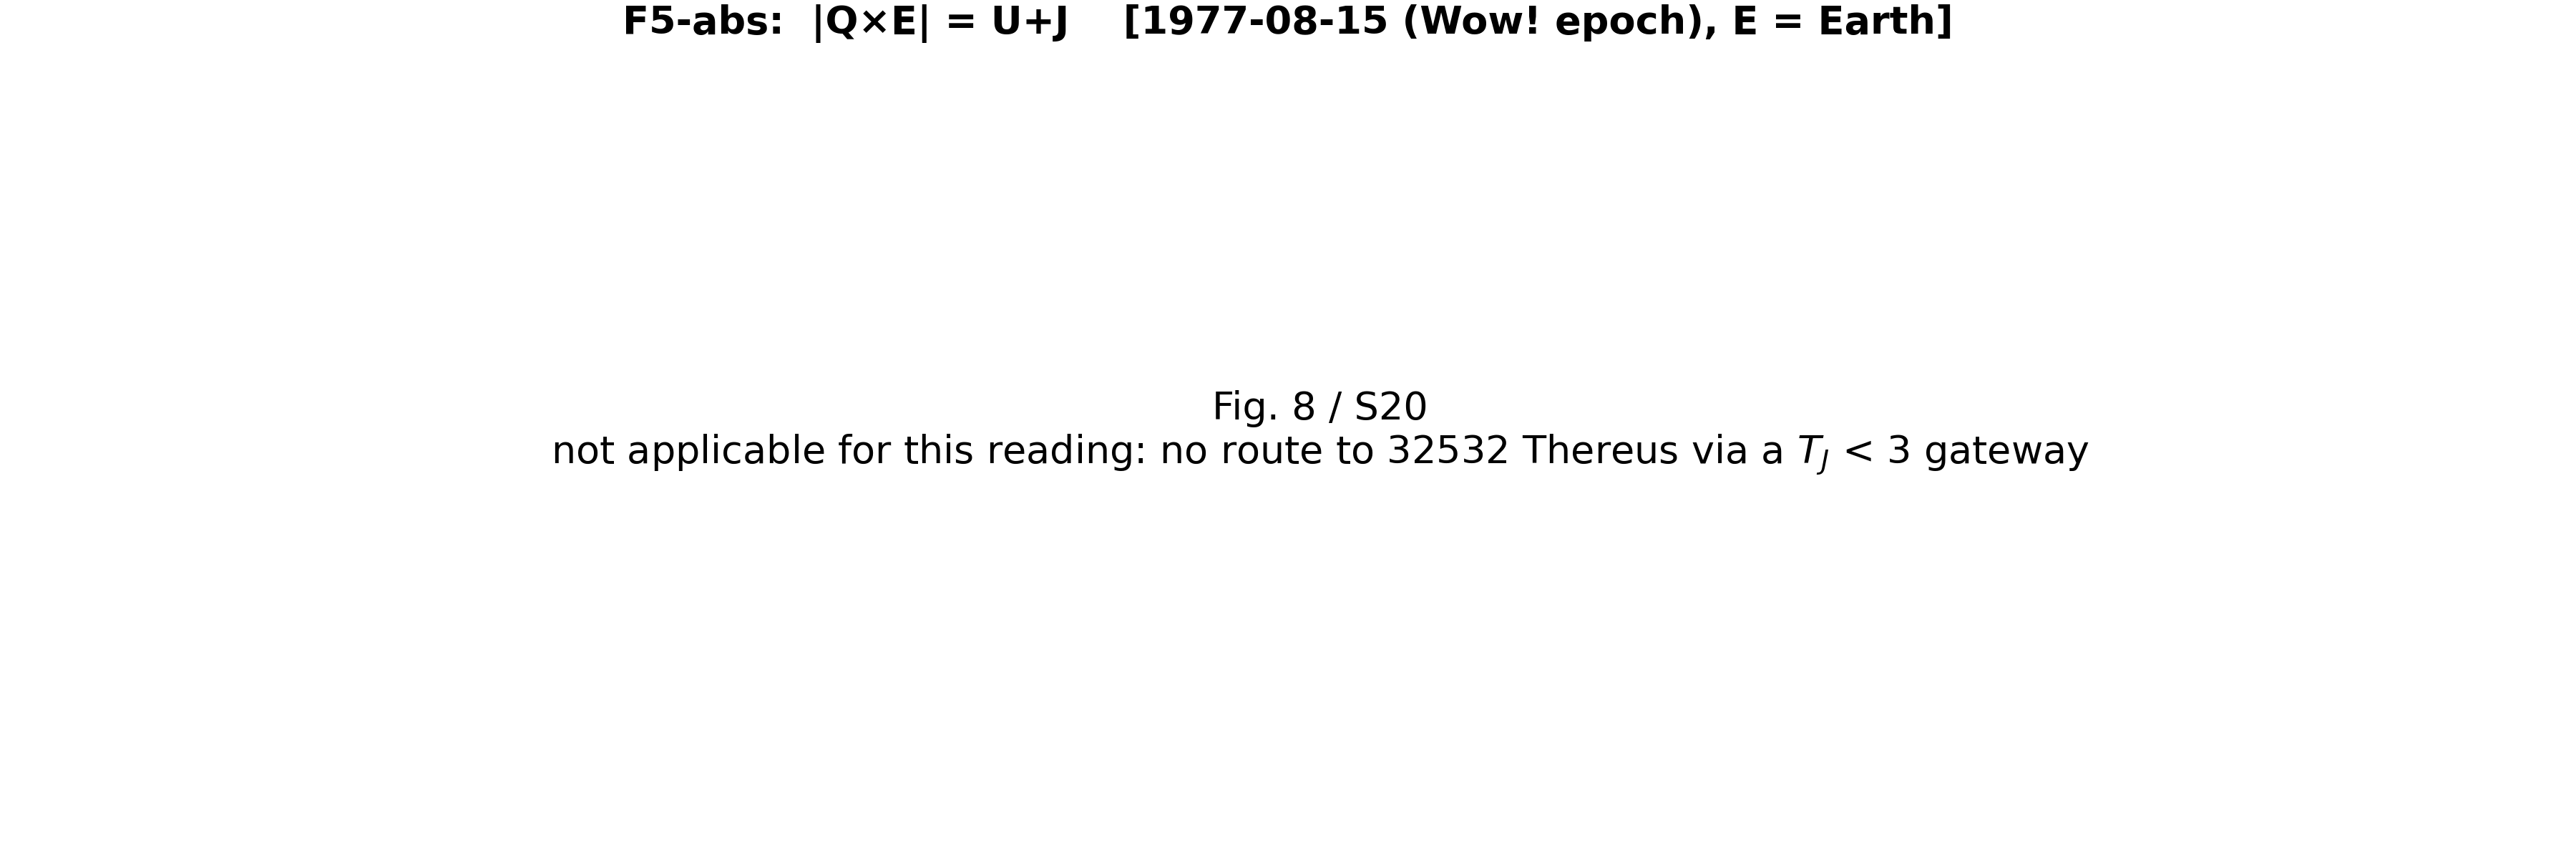 F5-abs: |Q×E| = U+J [1977-08-15 (Wow! epoch), E = Earth]
Fig. 8 / S20
not applicable for this reading: no route to 32532 Thereus via a T_J < 3 gateway